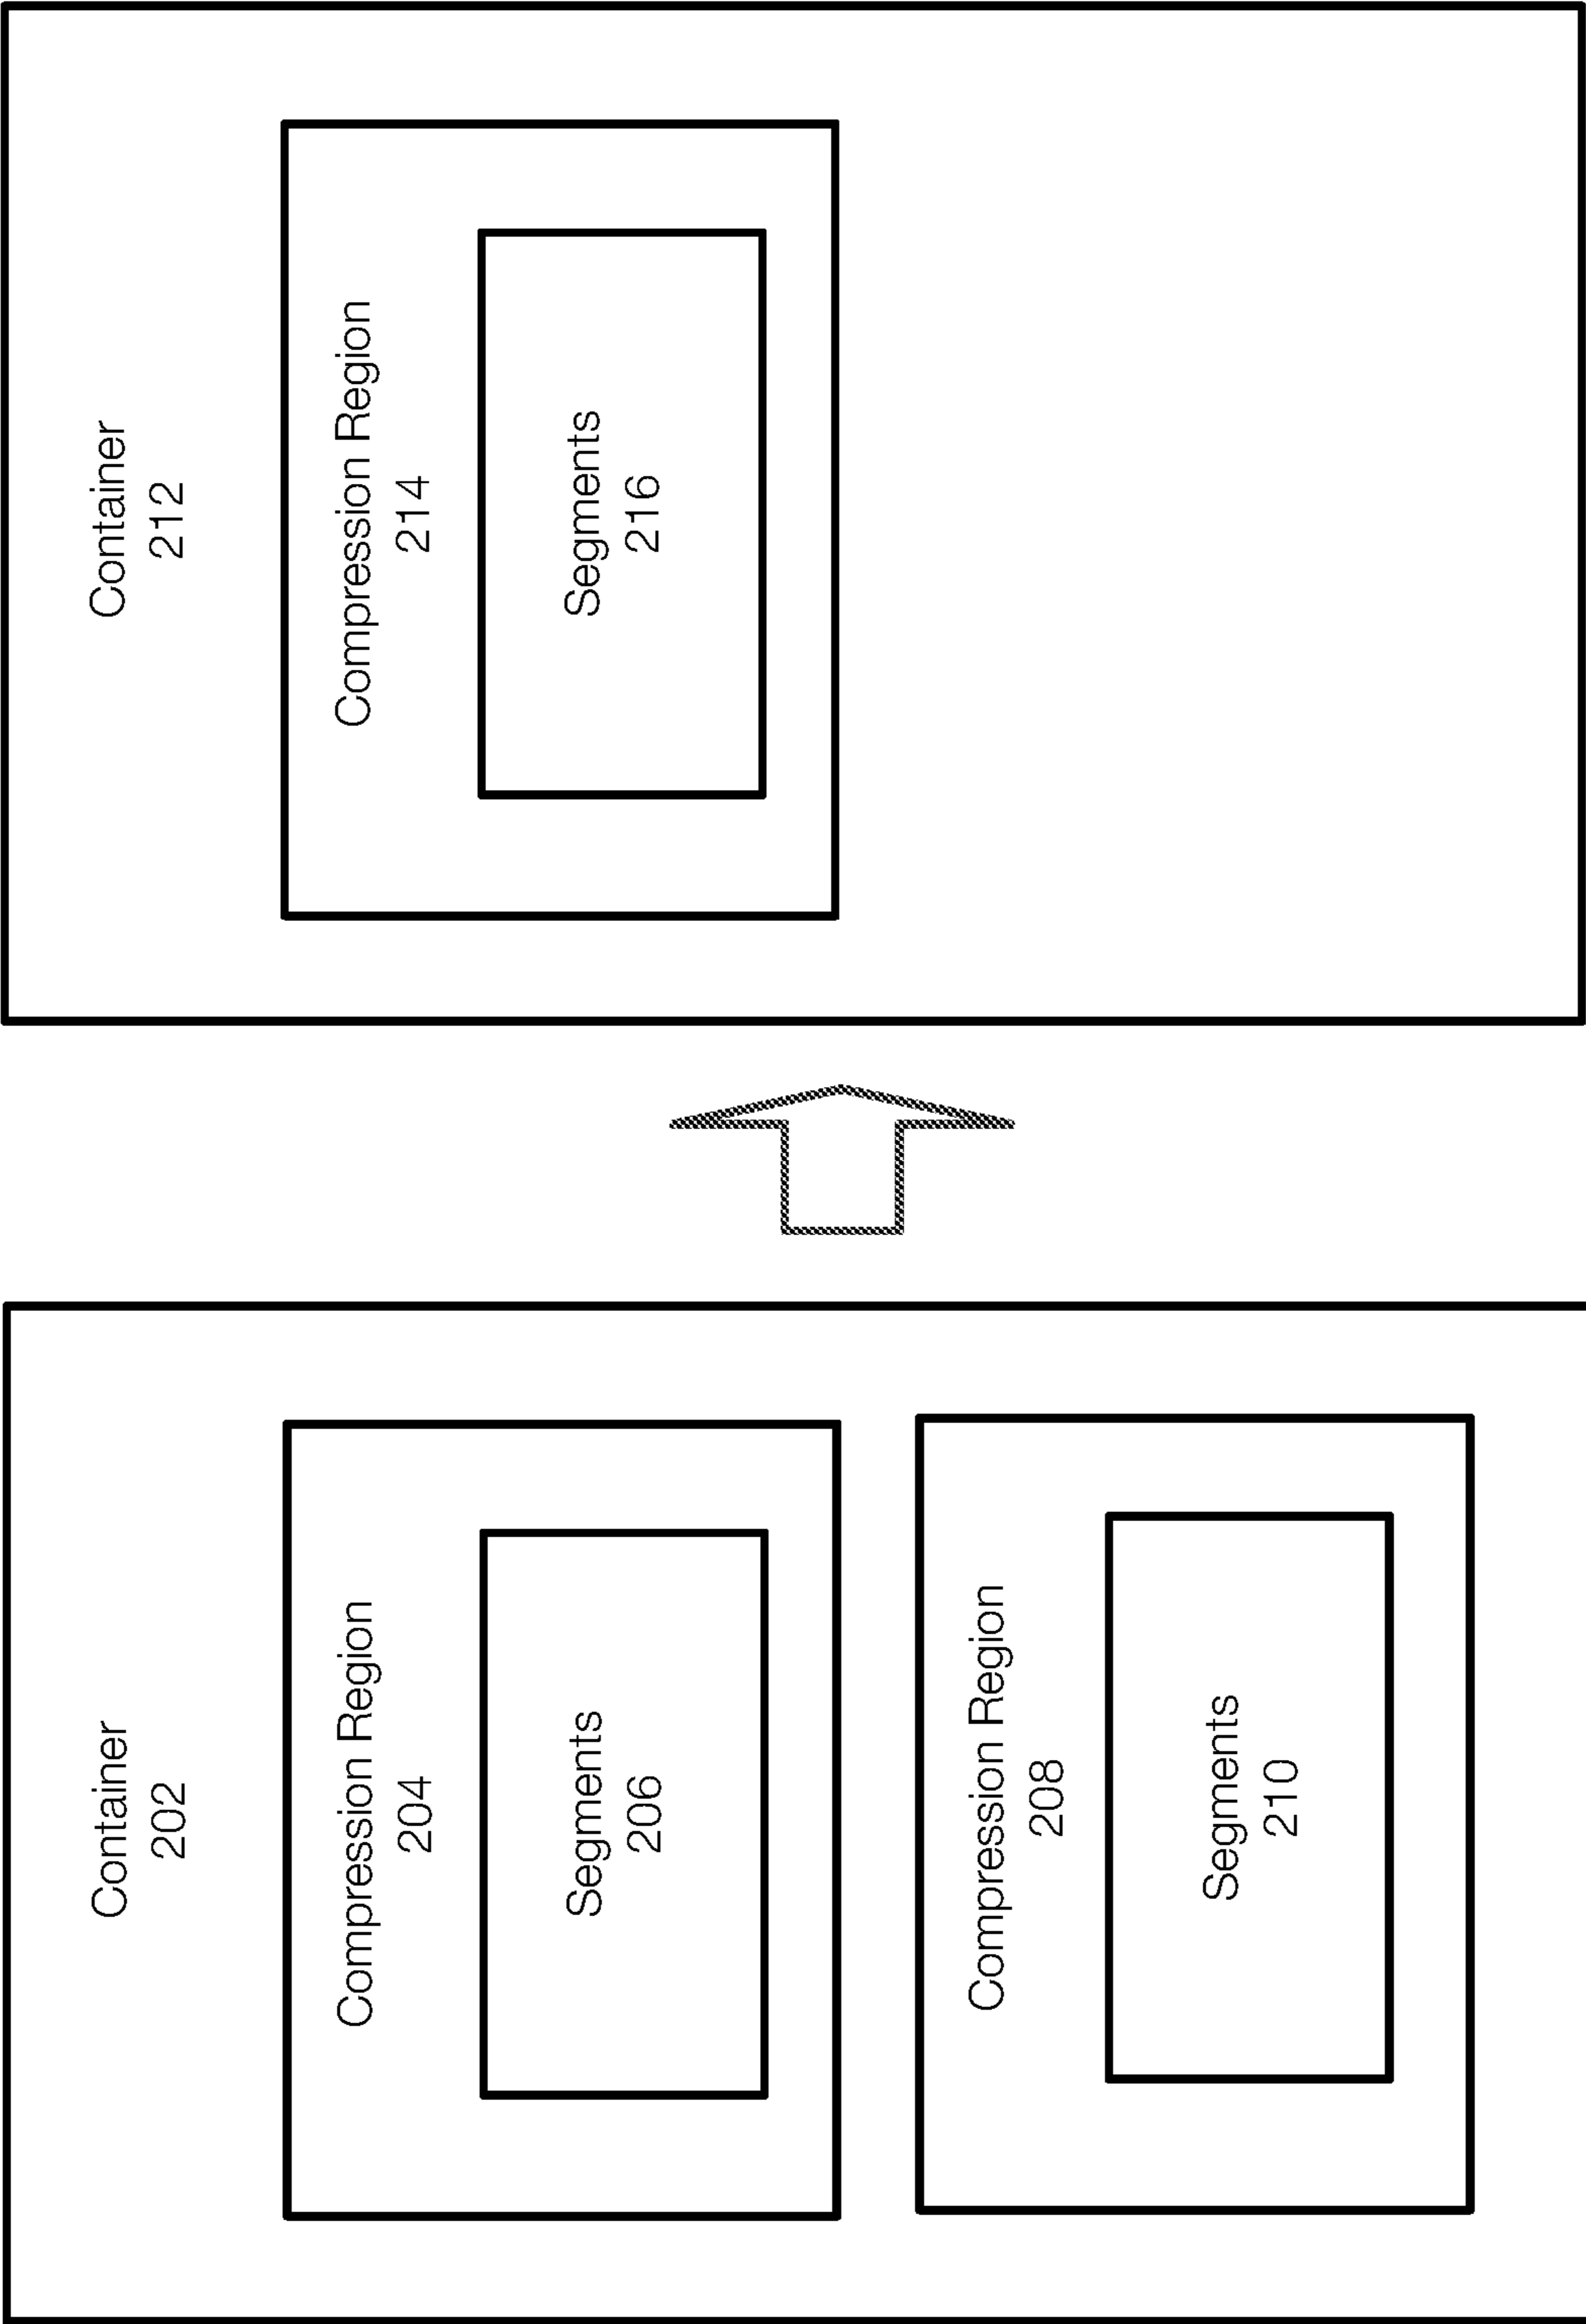 Container
202
Compression Region
204
Segments
206
Compression Region
208
Segments
210
Container
212
Compression Region
214
Segments
216